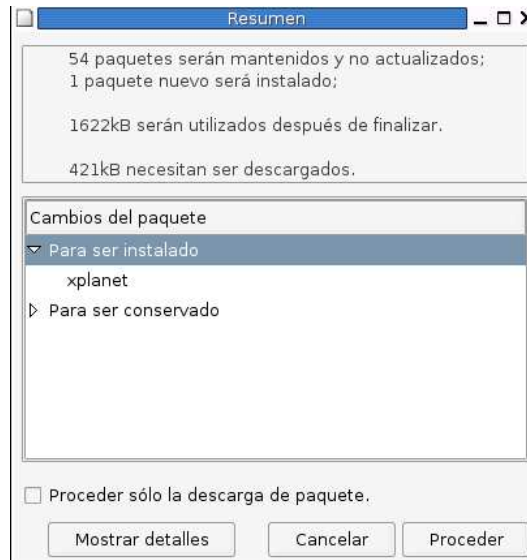 Resumen
54 paquetes serán mantenidos y no actualizados;
1 paquete nuevo será instalado;
1622kB serán utilizados después de finalizar.
421kB necesitan ser descargados.
Cambios del paquete
Para ser instalado
xplanet
Para ser conservado
Proceder sólo la descarga de paquete.
Mostrar detalles Cancelar Proceder